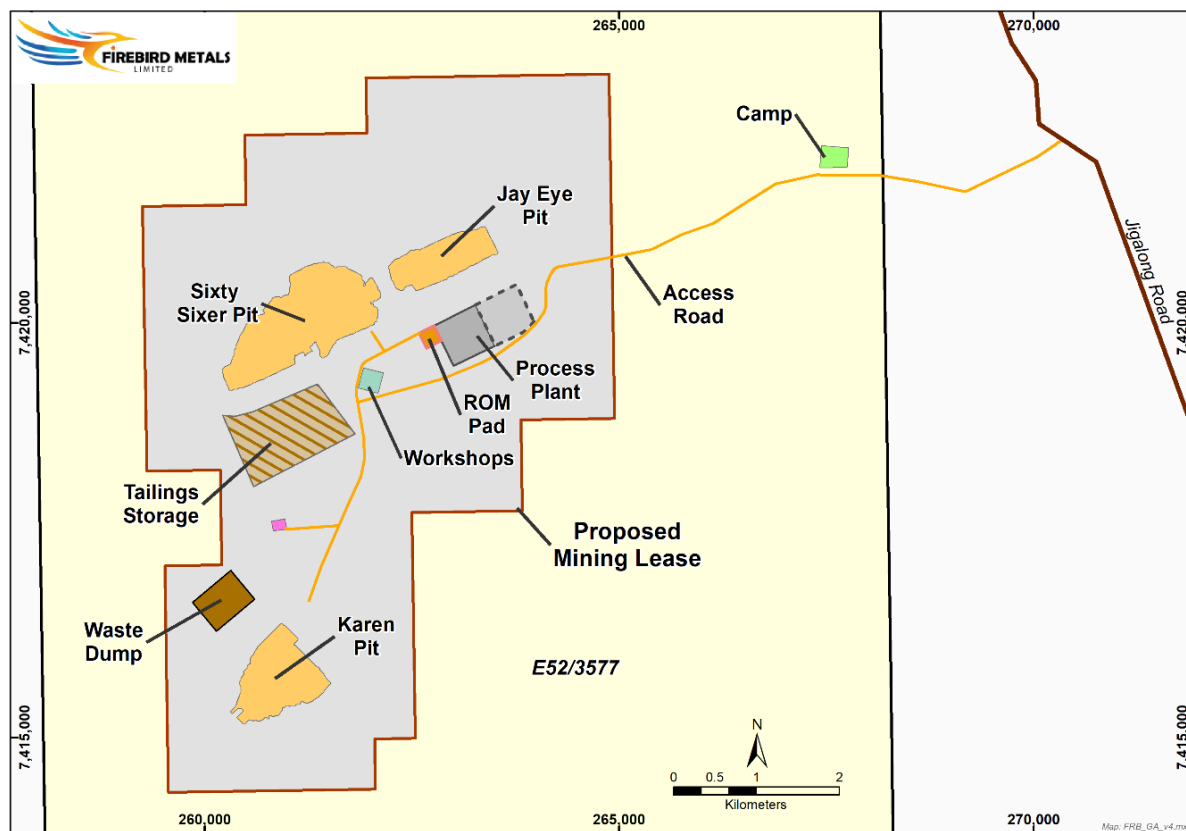 FIREBIRD METALS
LIMITED
265,000
270,000
Camp
Jay Eye
Pit
Jigalong Road
Sixty
Sixer Pit
Access
Road
7,420,000
7,420,000
Process
Plant
ROM
Pad
Workshops
Tailings
Storage
Proposed
Mining Lease
Waste
Dump
Karen
Pit
E52/3577
7,415,000
7,415,000
N
0 0.5 1 2
Kilometers
260,000
265,000
270,000